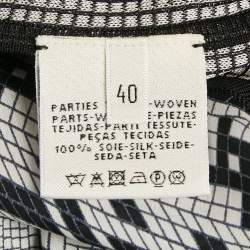 40
PARTIES -WOVEN
PARTS-W -PIEZAS
TEJIDAS-PARTI TESSUTE-
PEÇAS TECIDAS
100% SOIE-SILK-SEIDE-
SEDA-SETA